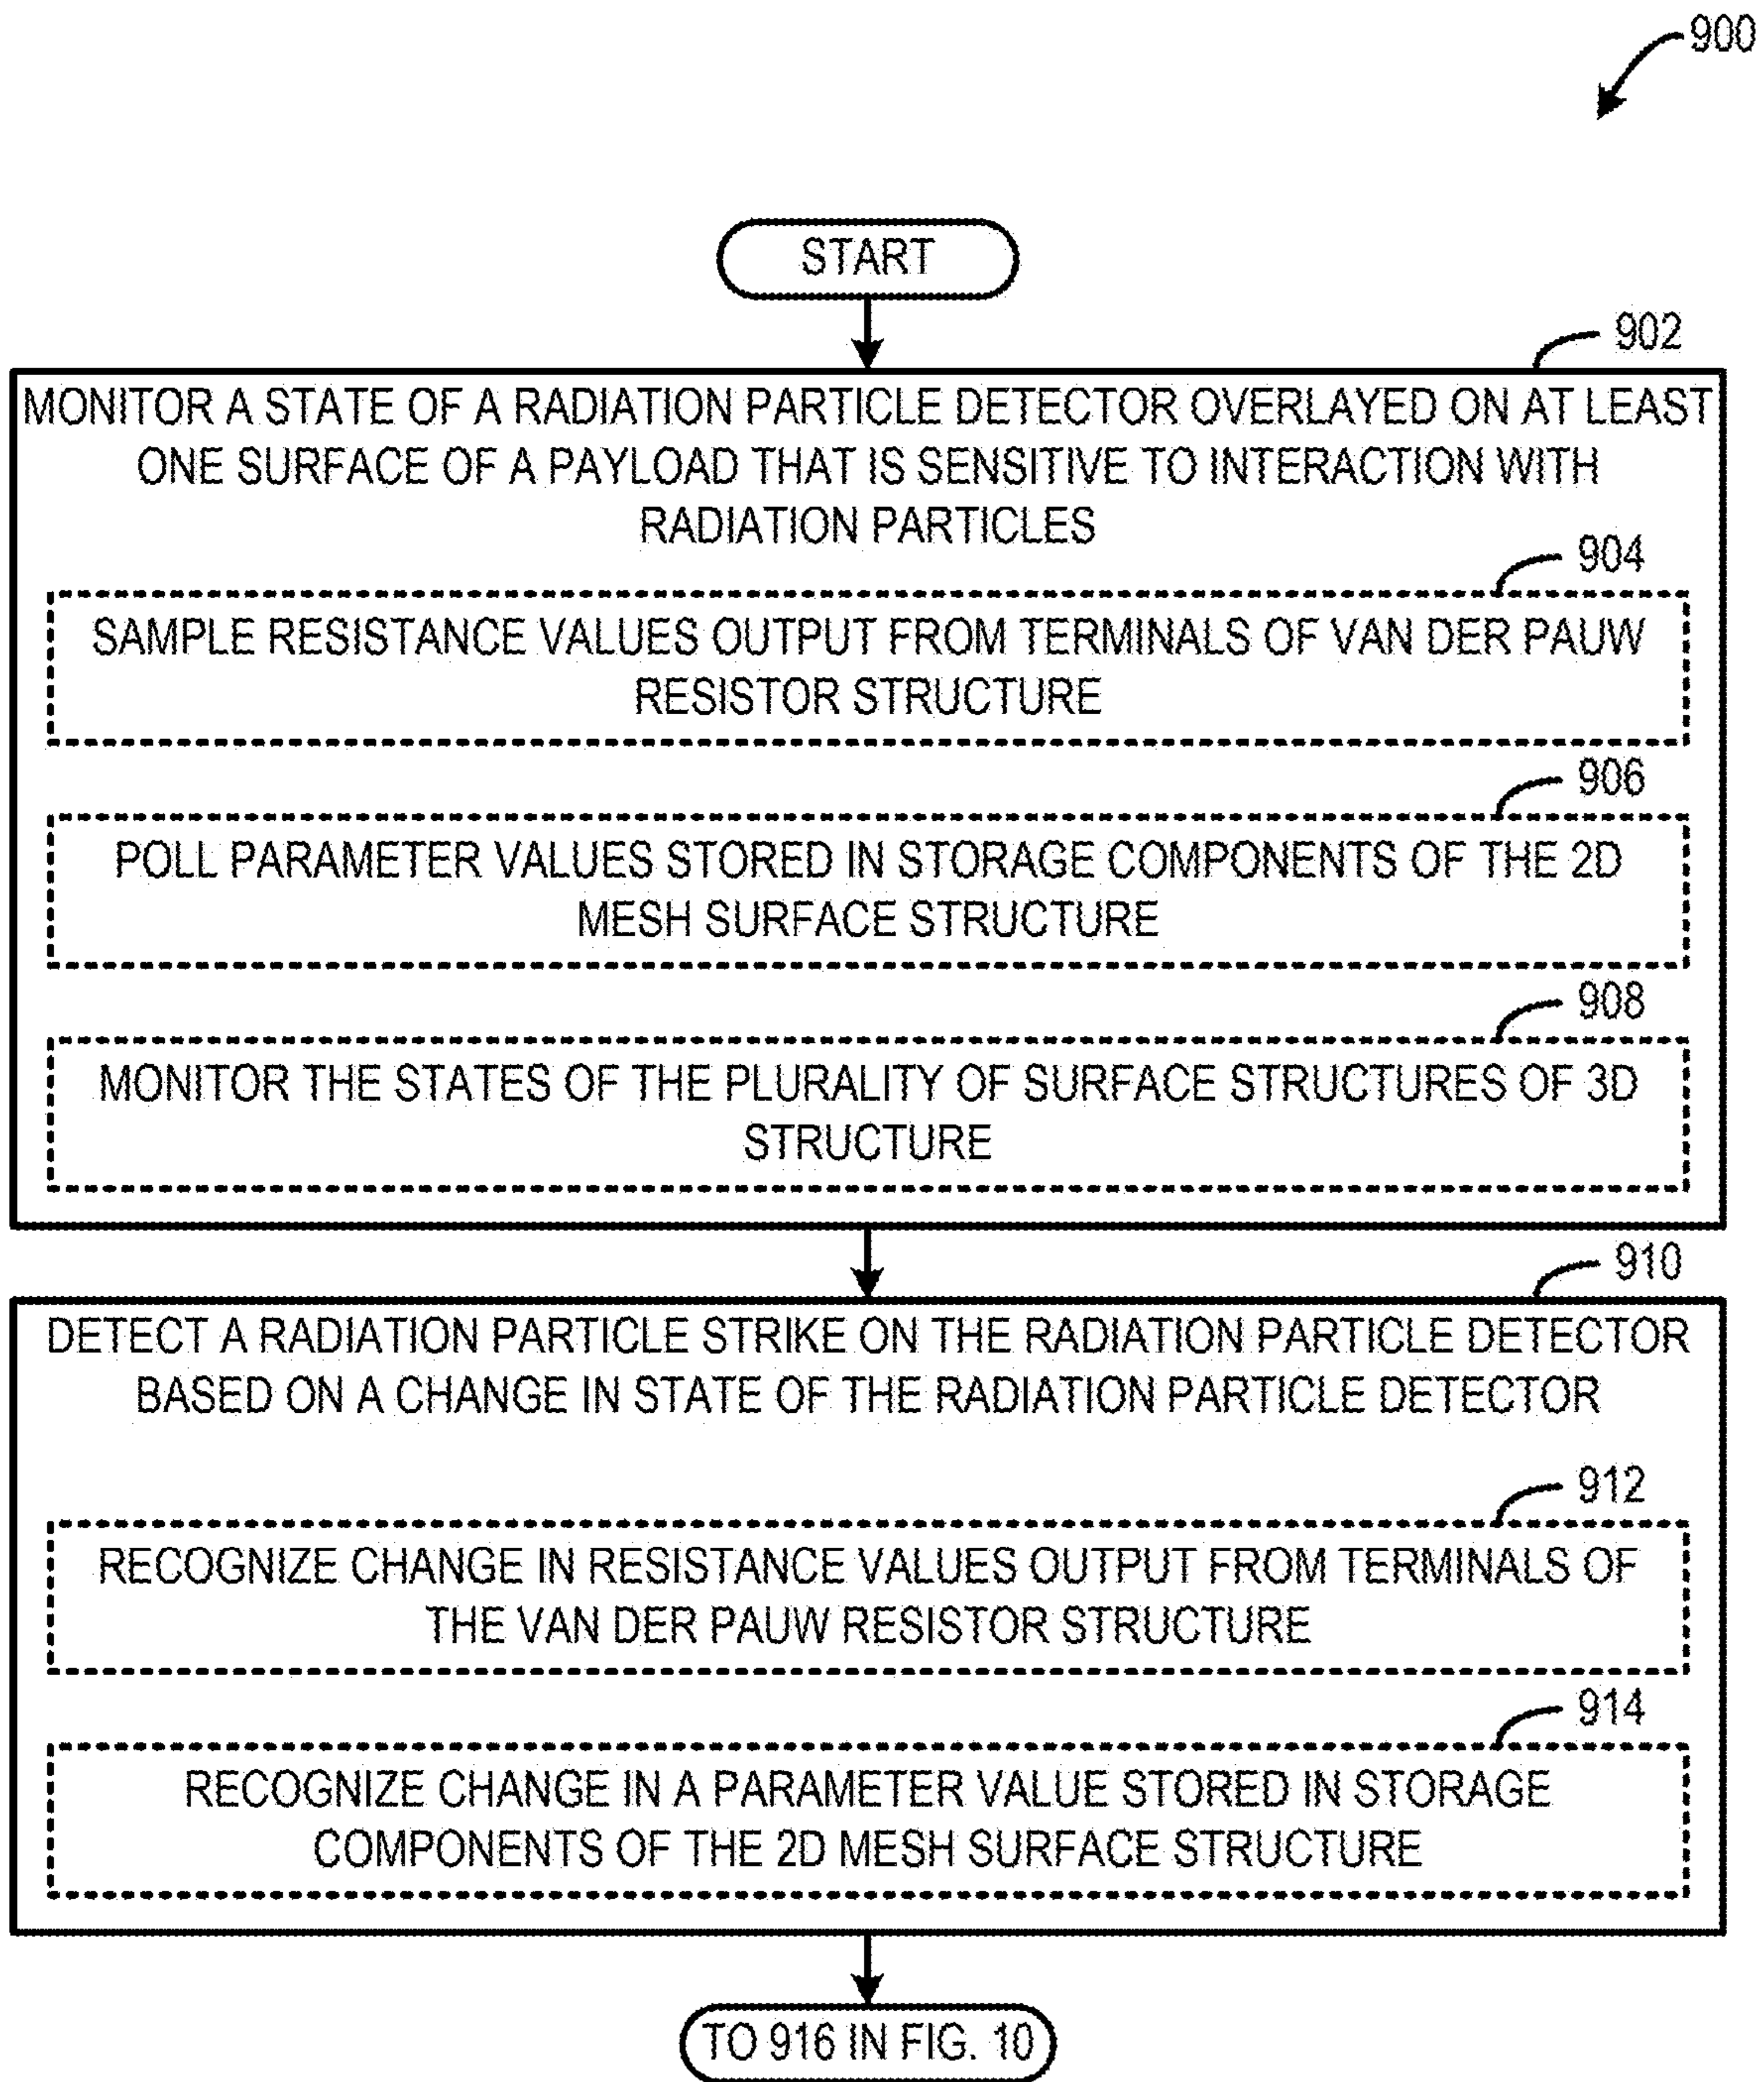 900
START
902
MONITOR A STATE OF A RADIATION PARTICLE DETECTOR OVERLAYED ON AT LEAST
ONE SURFACE OF A PAYLOAD THAT IS SENSITIVE TO INTERACTION WITH
RADIATION PARTICLES
904
SAMPLE RESISTANCE VALUES OUTPUT FROM TERMINALS OF VAN DER PAUW
RESISTOR STRUCTURE
906
POLL PARAMETER VALUES STORED IN STORAGE COMPONENTS OF THE 2D
MESH SURFACE STRUCTURE
908
MONITOR THE STATES OF THE PLURALITY OF SURFACE STRUCTURES OF 3D
STRUCTURE
910
DETECT A RADIATION PARTICLE STRIKE ON THE RADIATION PARTICLE DETECTOR
BASED ON A CHANGE IN STATE OF THE RADIATION PARTICLE DETECTOR
912
RECOGNIZE CHANGE IN RESISTANCE VALUES OUTPUT FROM TERMINALS OF
THE VAN DER PAUW RESISTOR STRUCTURE
914
RECOGNIZE CHANGE IN A PARAMETER VALUE STORED IN STORAGE
COMPONENTS OF THE 2D MESH SURFACE STRUCTURE
TO 916 IN FIG. 10